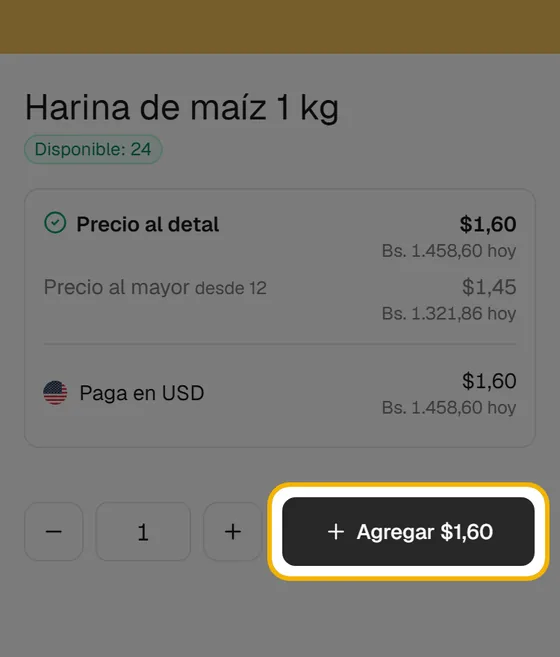 Harina de maíz 1 kg
Disponible: 24
Precio al detal $1,60
Bs. 1.458,60 hoy
Precio al mayor desde 12 $1,45
Bs. 1.321,86 hoy
Paga en USD $1,60
Bs. 1.458,60 hoy
− 1 + + Agregar $1,60